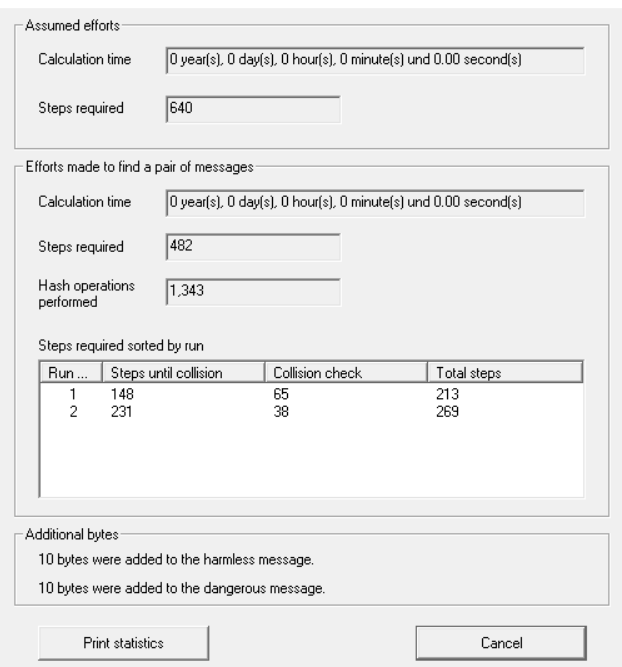 Assumed efforts
Calculation time 0 year(s), 0 day(s), 0 hour(s), 0 minute(s) und 0.00 second(s)
Steps required 640
Efforts made to find a pair of messages
Calculation time 0 year(s), 0 day(s), 0 hour(s), 0 minute(s) und 0.00 second(s)
Steps required 482
Hash operations
performed 1,343
Steps required sorted by run
Run ... Steps until collision Collision check Total steps
1 148 65 213
2 231 38 269
Additional bytes
10 bytes were added to the harmless message.
10 bytes were added to the dangerous message.
Print statistics Cancel